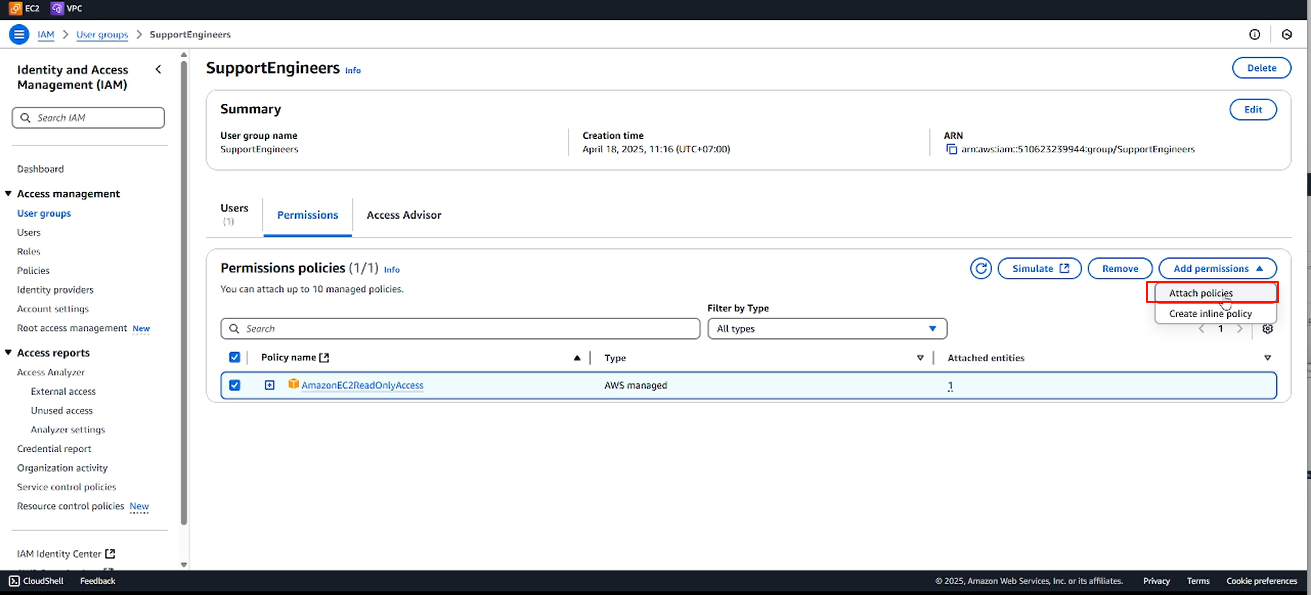 EC2 VPC
IAM > User groups > SupportEngineers
Identity and Access
Management (IAM)
Search IAM
Dashboard
Access management
User groups
Users
Roles
Policies
Identity providers
Account settings
Root access management New
Access reports
Access Analyzer
External access
Unused access
Analyzer settings
Credential report
Organization activity
Service control policies
Resource control policies New
IAM Identity Center
SupportEngineers Info
Delete
Summary
Edit
User group name
SupportEngineers
Creation time
April 18, 2025, 11:16 (UTC+07:00)
ARN
arn:aws:iam::510623239944:group/SupportEngineers
Users
(1)
Permissions
Access Advisor
Permissions policies (1/1) Info
You can attach up to 10 managed policies.
Simulate
Remove
Add permissions
Attach policies
Create inline policy
Filter by Type
Search
All types
1
Policy name
Type
Attached entities
AmazonEC2ReadOnlyAccess
AWS managed
1
CloudShell Feedback
© 2025, Amazon Web Services, Inc. or its affiliates. Privacy Terms Cookie preferences